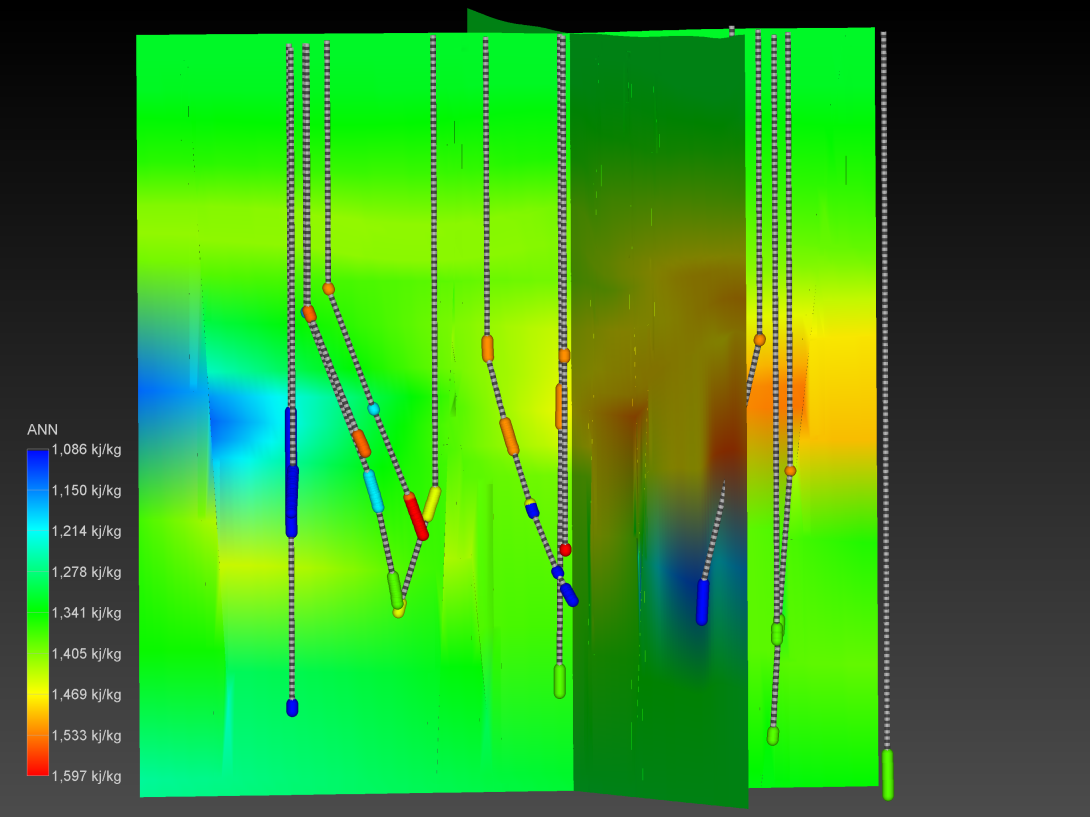 ANN
1,086 kj/kg
1,150 kj/kg
1,214 kj/kg
1,278 kj/kg
1,341 kj/kg
1,405 kj/kg
1,469 kj/kg
1,533 kj/kg
1,597 kj/kg